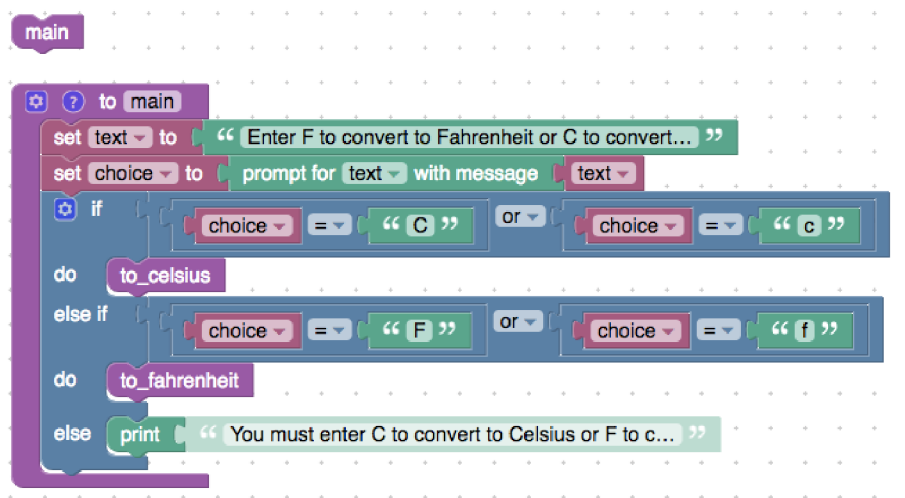 main
? to main
set text to “ Enter F to convert to Fahrenheit or C to convert... ”
set choice to prompt for text with message text
if choice = “ C ” or choice = “ c ”
do to_celsius
else if choice = “ F ” or choice = “ f ”
do to_fahrenheit
else print “ You must enter C to convert to Celsius or F to c... ”